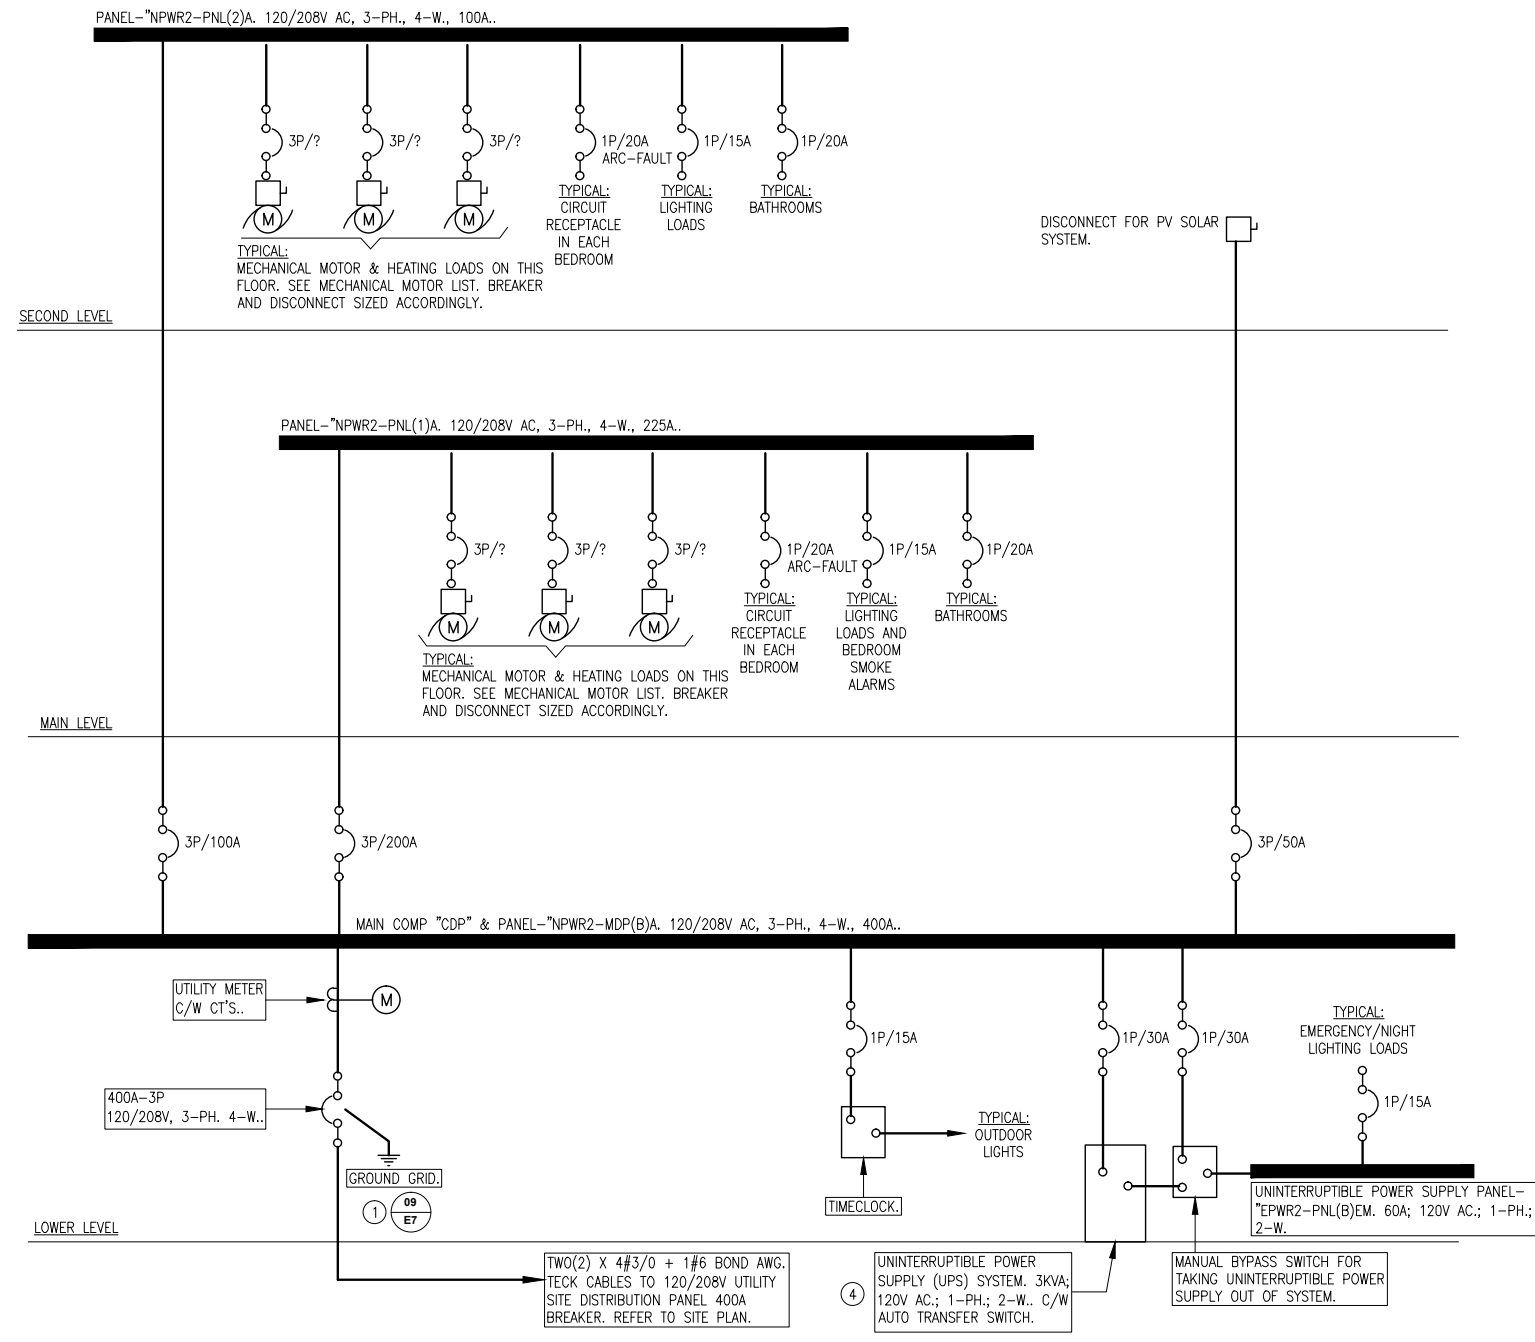 PANEL-"NPWR2-PNL(2)A. 120/208V AC, 3-PH., 4-W., 100A..
3P/?
3P/?
3P/?
1P/20A
ARC-FAULT
1P/15A
1P/20A
M
M
M
TYPICAL:
CIRCUIT
RECEPTACLE
IN EACH
BEDROOM
TYPICAL:
LIGHTING
LOADS
TYPICAL:
BATHROOMS
TYPICAL:
MECHANICAL MOTOR & HEATING LOADS ON THIS
FLOOR. SEE MECHANICAL MOTOR LIST. BREAKER
AND DISCONNECT SIZED ACCORDINGLY.
DISCONNECT FOR PV SOLAR
SYSTEM.
SECOND LEVEL
PANEL-"NPWR2-PNL(1)A. 120/208V AC, 3-PH., 4-W., 225A..
3P/?
3P/?
3P/?
1P/20A
ARC-FAULT
1P/15A
1P/20A
M
M
M
TYPICAL:
CIRCUIT
RECEPTACLE
IN EACH
BEDROOM
TYPICAL:
LIGHTING
LOADS AND
BEDROOM
SMOKE
ALARMS
TYPICAL:
BATHROOMS
TYPICAL:
MECHANICAL MOTOR & HEATING LOADS ON THIS
FLOOR. SEE MECHANICAL MOTOR LIST. BREAKER
AND DISCONNECT SIZED ACCORDINGLY.
MAIN LEVEL
3P/100A
3P/200A
3P/50A
MAIN COMP "CDP" & PANEL-"NPWR2-MDP(B)A. 120/208V AC, 3-PH., 4-W., 400A..
UTILITY METER
C/W CT'S..
M
400A-3P
120/208V, 3-PH. 4-W..
GROUND GRID.
1
09
E7
1P/15A
TYPICAL:
OUTDOOR
LIGHTS
TIMECLOCK.
1P/30A
1P/30A
TYPICAL:
EMERGENCY/NIGHT
LIGHTING LOADS
1P/15A
UNINTERRUPTIBLE POWER SUPPLY PANEL-
"EPWR2-PNL(B)EM. 60A; 120V AC.; 1-PH.;
2-W.
LOWER LEVEL
TWO(2) X 4#3/0 + 1#6 BOND AWG.
TECK CABLES TO 120/208V UTILITY
SITE DISTRIBUTION PANEL 400A
BREAKER. REFER TO SITE PLAN.
4
UNINTERRUPTIBLE POWER
SUPPLY (UPS) SYSTEM. 3KVA;
120V AC.; 1-PH.; 2-W.. C/W
AUTO TRANSFER SWITCH.
MANUAL BYPASS SWITCH FOR
TAKING UNINTERRUPTIBLE POWER
SUPPLY OUT OF SYSTEM.